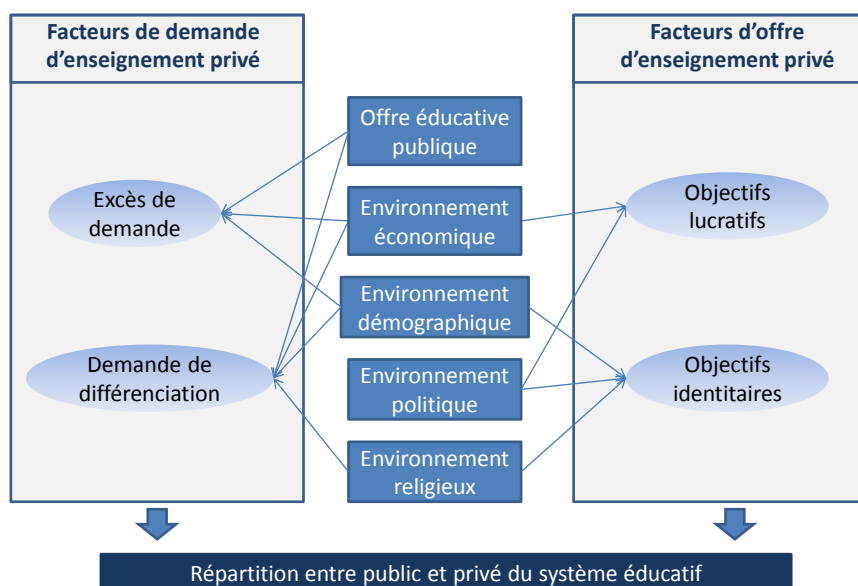 Facteurs de demande
d’enseignement privé
Facteurs d’offre
d’enseignement privé
Offre éducative
publique
Excès de
demande
Environnement
économique
Objectifs
lucratifs
Environnement
démographique
Demande de
différenciation
Environnement
politique
Objectifs
identitaires
Environnement
religieux
Répartition entre public et privé du système éducatif